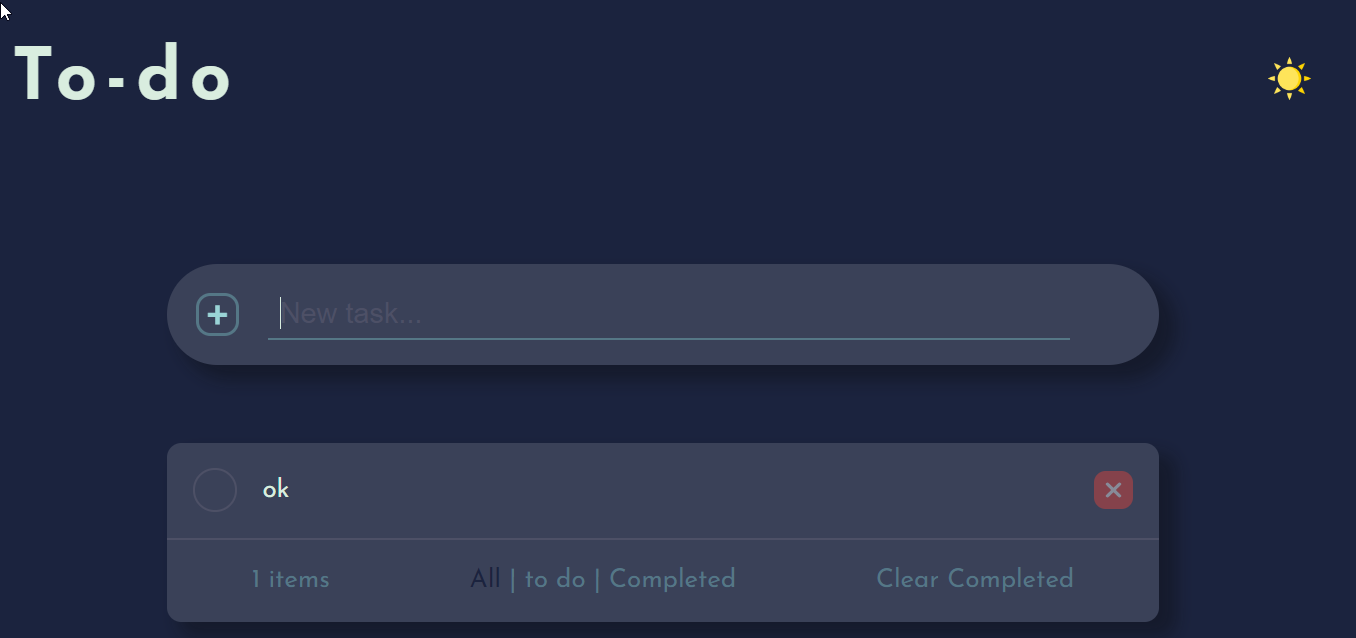 To-do
New task...
ok
1 items
All | to do | Completed
Clear Completed